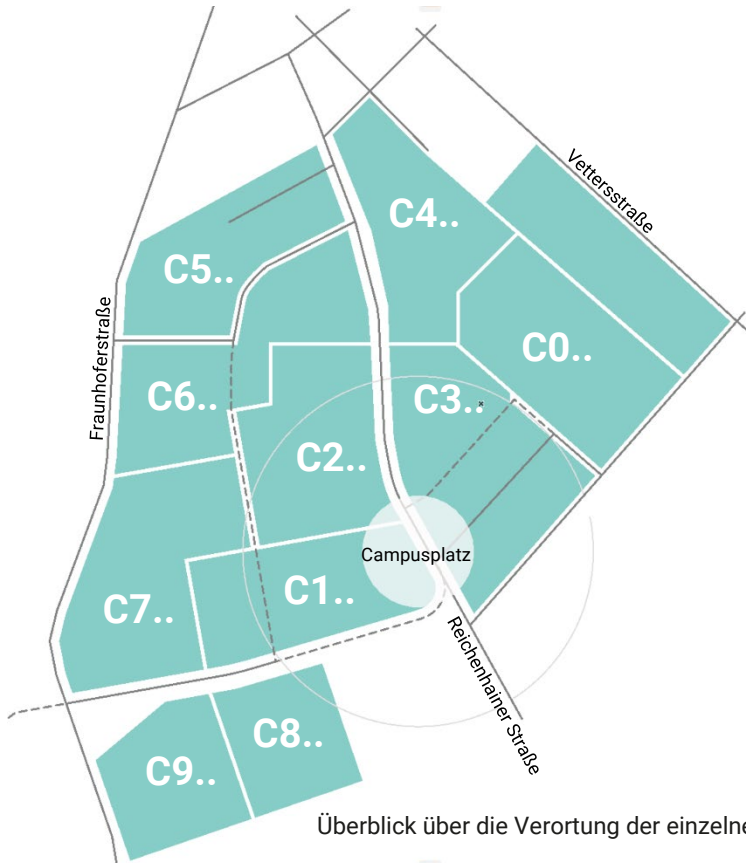 Vettersstraße
C4..
C5..
Fraunhoferstraße
C0..
C6..
C3..
C2..
Campusplatz
C1..
C7..
Reichenhainer Straße
C8..
C9..
Überblick über die Verortung der einzelne